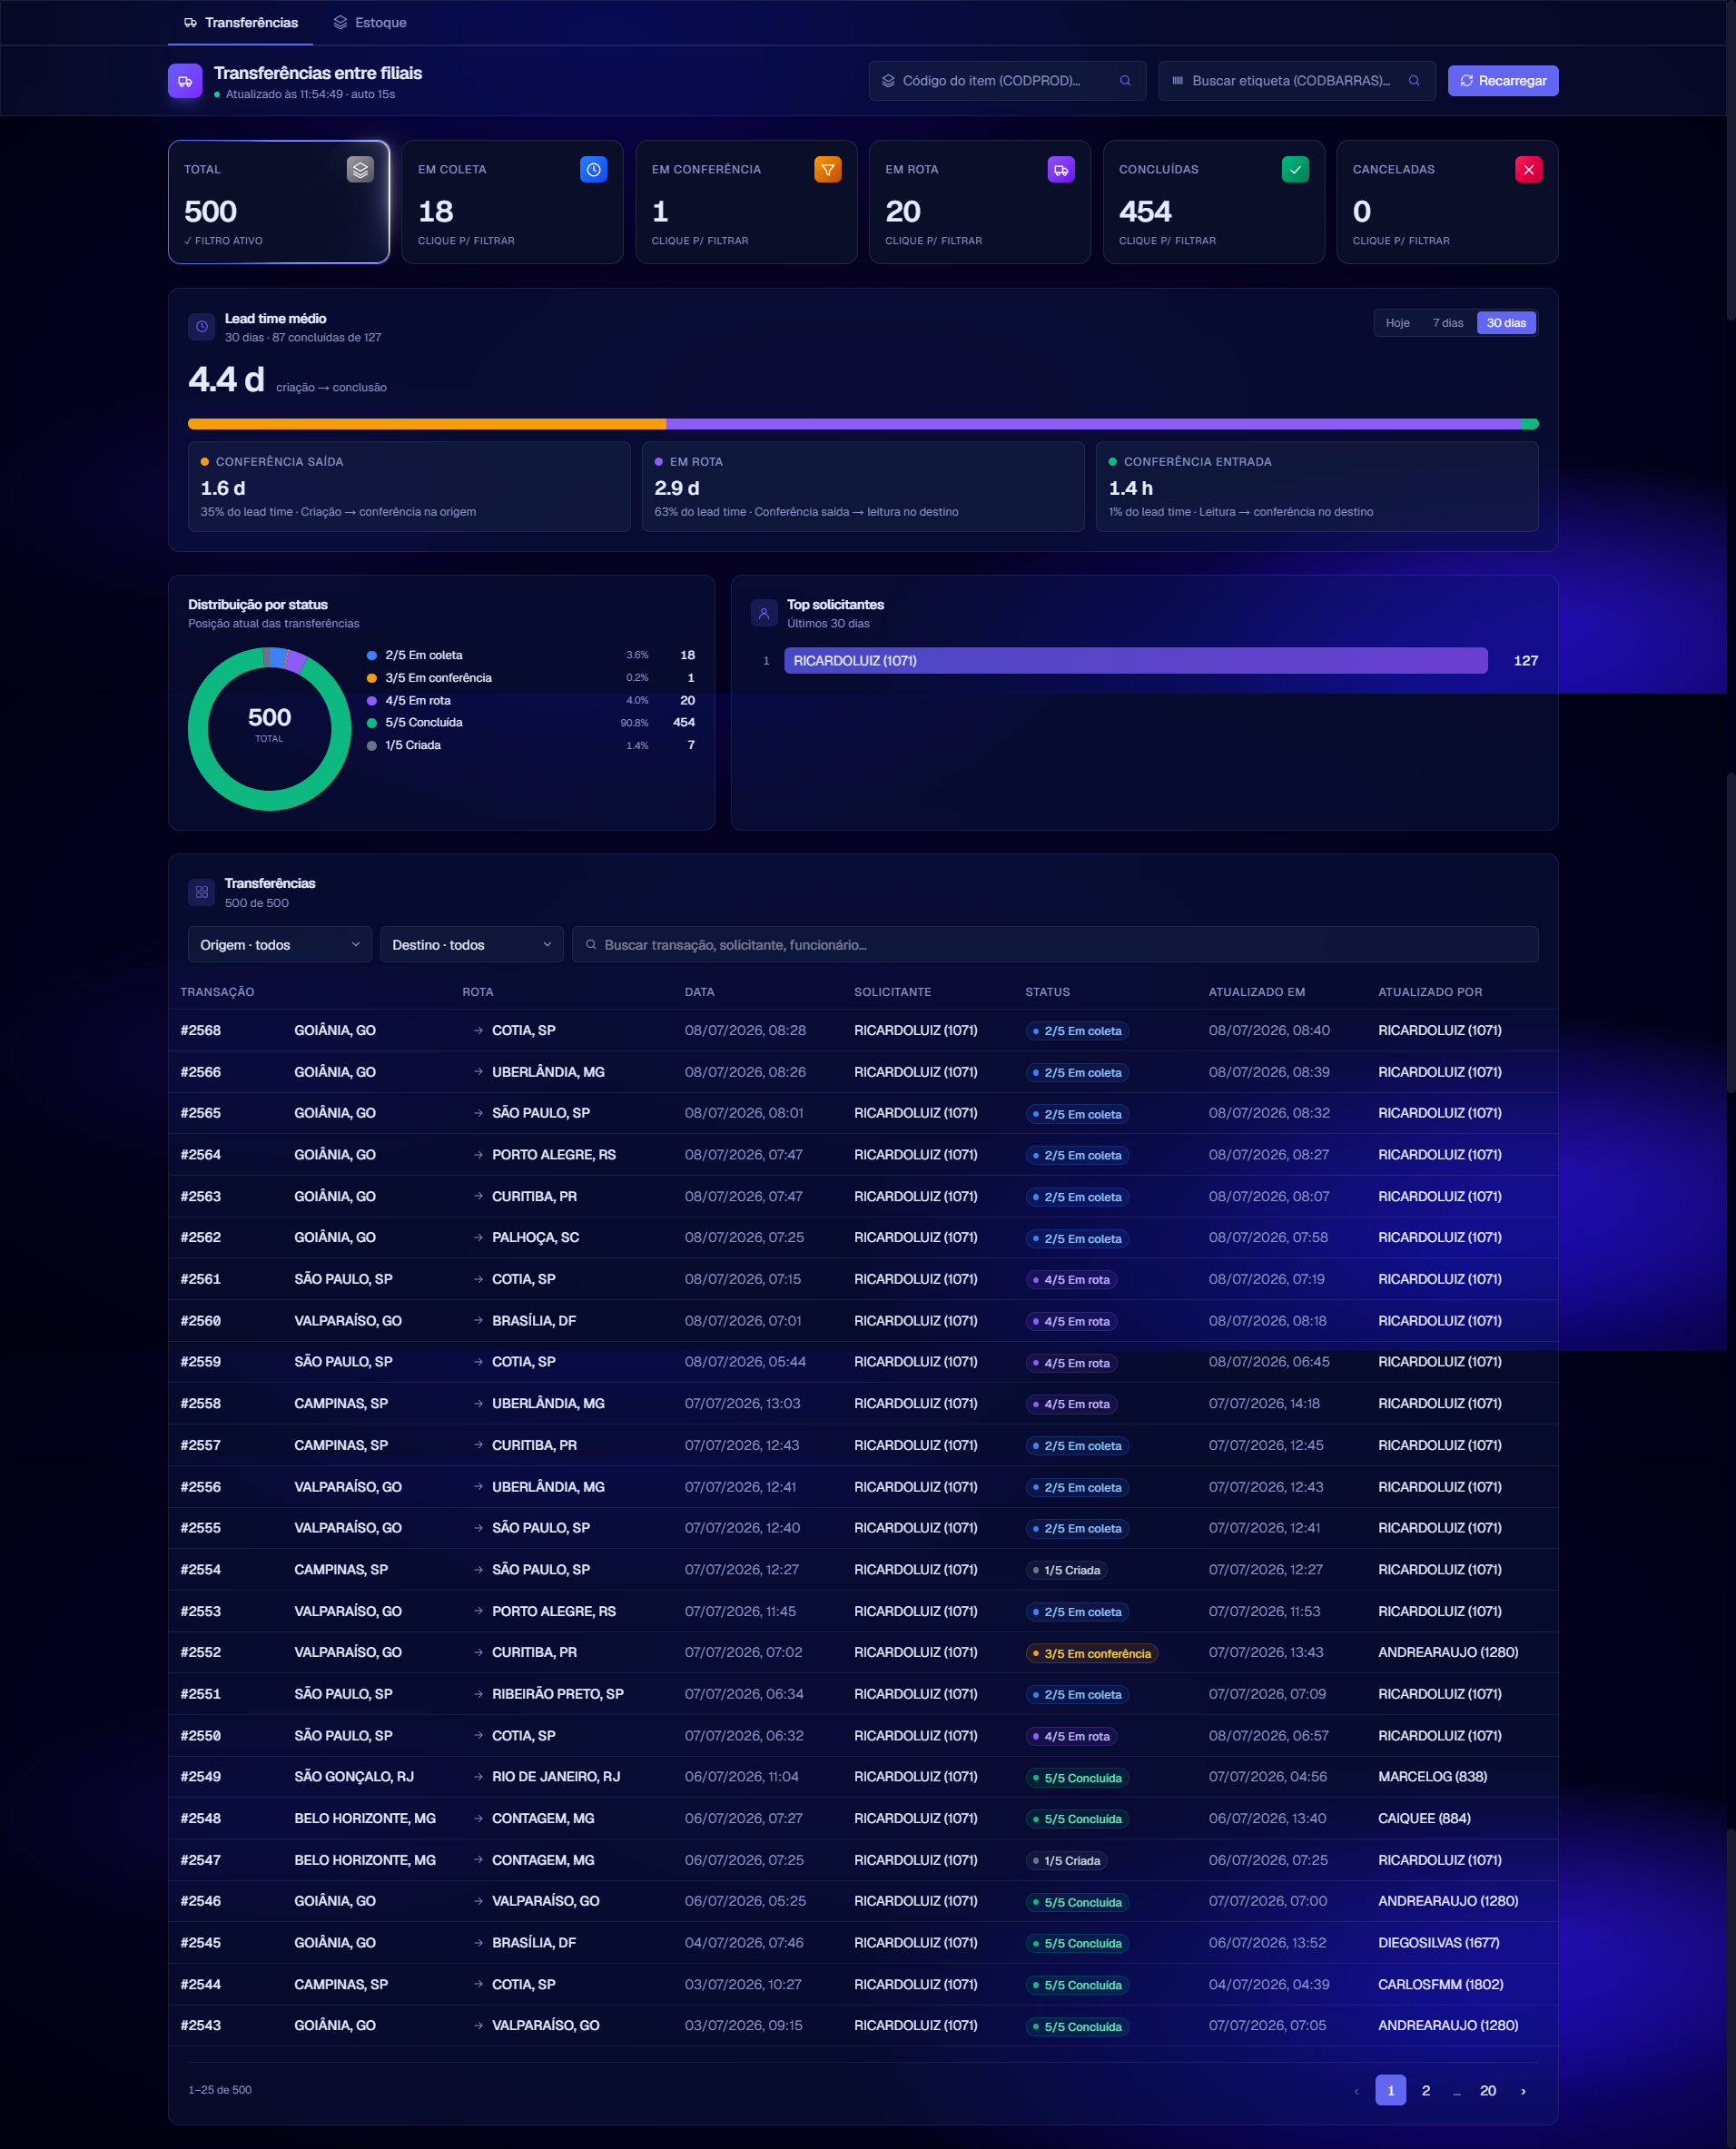 Transferências
Estoque
Transferências entre filiais
Atualizado às 11:54:49 · auto 15s
Código do item (CODPROD)...
Buscar etiqueta (CODBARRAS)...
Recarregar
TOTAL
500
✓ FILTRO ATIVO
EM COLETA
18
CLIQUE P/ FILTRAR
EM CONFERÊNCIA
1
CLIQUE P/ FILTRAR
EM ROTA
20
CLIQUE P/ FILTRAR
CONCLUÍDAS
454
CLIQUE P/ FILTRAR
CANCELADAS
0
CLIQUE P/ FILTRAR
Lead time médio
30 dias · 87 concluídas de 127
Hoje 7 dias 30 dias
4.4 d criação → conclusão
CONFERÊNCIA SAÍDA
1.6 d
35% do lead time · Criação → conferência na origem
EM ROTA
2.9 d
63% do lead time · Conferência saída → leitura no destino
CONFERÊNCIA ENTRADA
1.4 h
1% do lead time · Leitura → conferência no destino
Distribuição por status
Posição atual das transferências
500
TOTAL
2/5 Em coleta 3.6% 18
3/5 Em conferência 0.2% 1
4/5 Em rota 4.0% 20
5/5 Concluída 90.8% 454
1/5 Criada 1.4% 7
Top solicitantes
Últimos 30 dias
1 RICARDOLUIZ (1071) 127
Transferências
500 de 500
Origem · todos
Destino · todos
Buscar transação, solicitante, funcionário...
TRANSAÇÃO ROTA DATA SOLICITANTE STATUS ATUALIZADO EM ATUALIZADO POR
#2568 GOIÂNIA, GO → COTIA, SP 08/07/2026, 08:28 RICARDOLUIZ (1071) 2/5 Em coleta 08/07/2026, 08:40 RICARDOLUIZ (1071)
#2566 GOIÂNIA, GO → UBERLÂNDIA, MG 08/07/2026, 08:26 RICARDOLUIZ (1071) 2/5 Em coleta 08/07/2026, 08:39 RICARDOLUIZ (1071)
#2565 GOIÂNIA, GO → SÃO PAULO, SP 08/07/2026, 08:01 RICARDOLUIZ (1071) 2/5 Em coleta 08/07/2026, 08:32 RICARDOLUIZ (1071)
#2564 GOIÂNIA, GO → PORTO ALEGRE, RS 08/07/2026, 07:47 RICARDOLUIZ (1071) 2/5 Em coleta 08/07/2026, 08:27 RICARDOLUIZ (1071)
#2563 GOIÂNIA, GO → CURITIBA, PR 08/07/2026, 07:47 RICARDOLUIZ (1071) 2/5 Em coleta 08/07/2026, 08:07 RICARDOLUIZ (1071)
#2562 GOIÂNIA, GO → PALHOÇA, SC 08/07/2026, 07:25 RICARDOLUIZ (1071) 2/5 Em coleta 08/07/2026, 07:58 RICARDOLUIZ (1071)
#2561 SÃO PAULO, SP → COTIA, SP 08/07/2026, 07:15 RICARDOLUIZ (1071) 4/5 Em rota 08/07/2026, 07:19 RICARDOLUIZ (1071)
#2560 VALPARAÍSO, GO → BRASÍLIA, DF 08/07/2026, 07:01 RICARDOLUIZ (1071) 4/5 Em rota 08/07/2026, 08:18 RICARDOLUIZ (1071)
#2559 SÃO PAULO, SP → COTIA, SP 08/07/2026, 05:44 RICARDOLUIZ (1071) 4/5 Em rota 08/07/2026, 06:45 RICARDOLUIZ (1071)
#2558 CAMPINAS, SP → UBERLÂNDIA, MG 07/07/2026, 13:03 RICARDOLUIZ (1071) 4/5 Em rota 07/07/2026, 14:18 RICARDOLUIZ (1071)
#2557 CAMPINAS, SP → CURITIBA, PR 07/07/2026, 12:43 RICARDOLUIZ (1071) 2/5 Em coleta 07/07/2026, 12:45 RICARDOLUIZ (1071)
#2556 VALPARAÍSO, GO → UBERLÂNDIA, MG 07/07/2026, 12:41 RICARDOLUIZ (1071) 2/5 Em coleta 07/07/2026, 12:43 RICARDOLUIZ (1071)
#2555 VALPARAÍSO, GO → SÃO PAULO, SP 07/07/2026, 12:40 RICARDOLUIZ (1071) 2/5 Em coleta 07/07/2026, 12:41 RICARDOLUIZ (1071)
#2554 CAMPINAS, SP → SÃO PAULO, SP 07/07/2026, 12:27 RICARDOLUIZ (1071) 1/5 Criada 07/07/2026, 12:27 RICARDOLUIZ (1071)
#2553 VALPARAÍSO, GO → PORTO ALEGRE, RS 07/07/2026, 11:45 RICARDOLUIZ (1071) 2/5 Em coleta 07/07/2026, 11:53 RICARDOLUIZ (1071)
#2552 VALPARAÍSO, GO → CURITIBA, PR 07/07/2026, 07:02 RICARDOLUIZ (1071) 3/5 Em conferência 07/07/2026, 13:43 ANDREARAUJO (1280)
#2551 SÃO PAULO, SP → RIBEIRÃO PRETO, SP 07/07/2026, 06:34 RICARDOLUIZ (1071) 2/5 Em coleta 07/07/2026, 07:09 RICARDOLUIZ (1071)
#2550 SÃO PAULO, SP → COTIA, SP 07/07/2026, 06:32 RICARDOLUIZ (1071) 4/5 Em rota 08/07/2026, 06:57 RICARDOLUIZ (1071)
#2549 SÃO GONÇALO, RJ → RIO DE JANEIRO, RJ 06/07/2026, 11:04 RICARDOLUIZ (1071) 5/5 Concluída 07/07/2026, 04:56 MARCELOG (838)
#2548 BELO HORIZONTE, MG → CONTAGEM, MG 06/07/2026, 07:27 RICARDOLUIZ (1071) 5/5 Concluída 06/07/2026, 13:40 CAIQUEE (884)
#2547 BELO HORIZONTE, MG → CONTAGEM, MG 06/07/2026, 07:25 RICARDOLUIZ (1071) 1/5 Criada 06/07/2026, 07:25 RICARDOLUIZ (1071)
#2546 GOIÂNIA, GO → VALPARAÍSO, GO 06/07/2026, 05:25 RICARDOLUIZ (1071) 5/5 Concluída 07/07/2026, 07:00 ANDREARAUJO (1280)
#2545 GOIÂNIA, GO → BRASÍLIA, DF 04/07/2026, 07:46 RICARDOLUIZ (1071) 5/5 Concluída 06/07/2026, 13:52 DIEGOSILVAS (1677)
#2544 CAMPINAS, SP → COTIA, SP 03/07/2026, 10:27 RICARDOLUIZ (1071) 5/5 Concluída 04/07/2026, 04:39 CARLOSFMM (1802)
#2543 GOIÂNIA, GO → VALPARAÍSO, GO 03/07/2026, 09:15 RICARDOLUIZ (1071) 5/5 Concluída 07/07/2026, 07:05 ANDREARAUJO (1280)
1–25 de 500
‹ 1 2 ... 20 ›